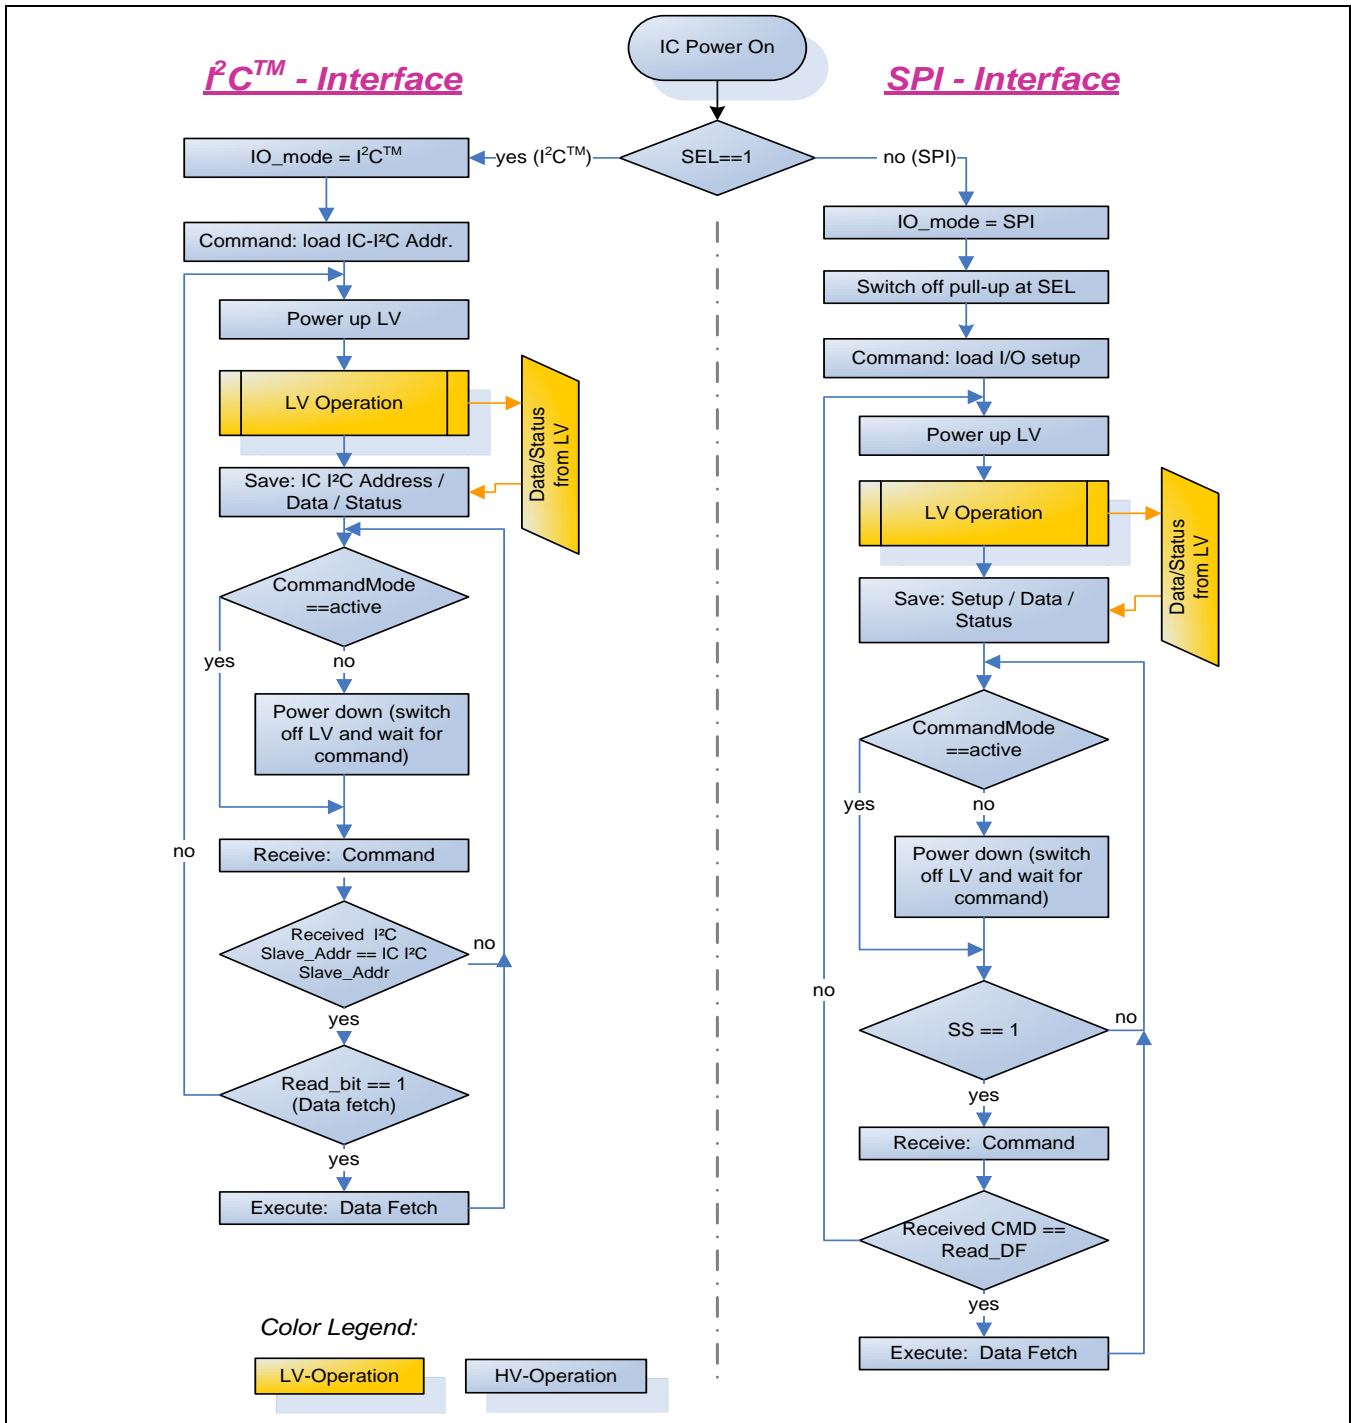 IC Power On
I²C™ - Interface
SPI - Interface
SEL==1
yes (I²C™)
no (SPI)
IO_mode = I²C™
Command: load IC-I²C Addr.
Power up LV
LV Operation
Data/Status
from LV
Save: IC I²C Address /
Data / Status
CommandMode
==active
yes
no
Power down (switch
off LV and wait for
command)
no
Receive: Command
Received I²C
Slave_Addr == IC I²C
Slave_Addr
no
yes
Read_bit == 1
(Data fetch)
yes
Execute: Data Fetch
IO_mode = SPI
Switch off pull-up at SEL
Command: load I/O setup
Power up LV
LV Operation
Data/Status
from LV
Save: Setup / Data /
Status
CommandMode
==active
yes
no
Power down (switch
off LV and wait for
command)
no
SS == 1
no
yes
Receive: Command
Received CMD ==
Read_DF
yes
Execute: Data Fetch
Color Legend:
LV-Operation
HV-Operation